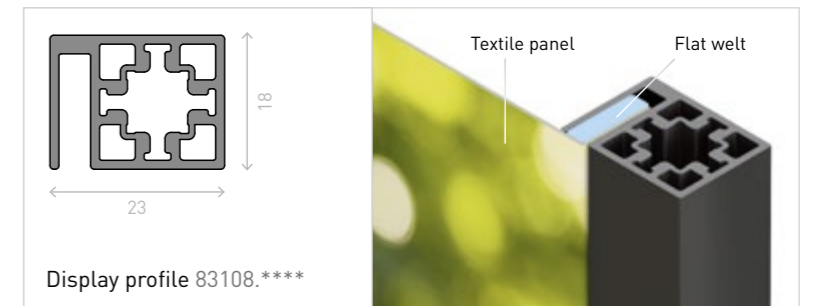 Textile panel
Flat welt
18
23
Display profile 83108.****